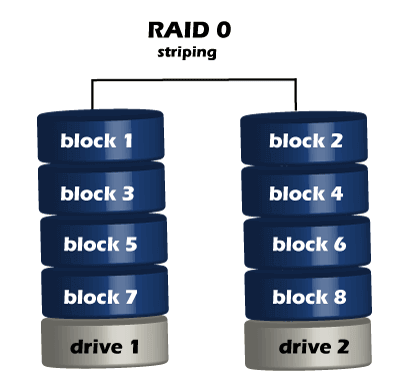 RAID 0
striping
block 1
block 2
block 3
block 4
block 5
block 6
block 7
block 8
drive 1
drive 2